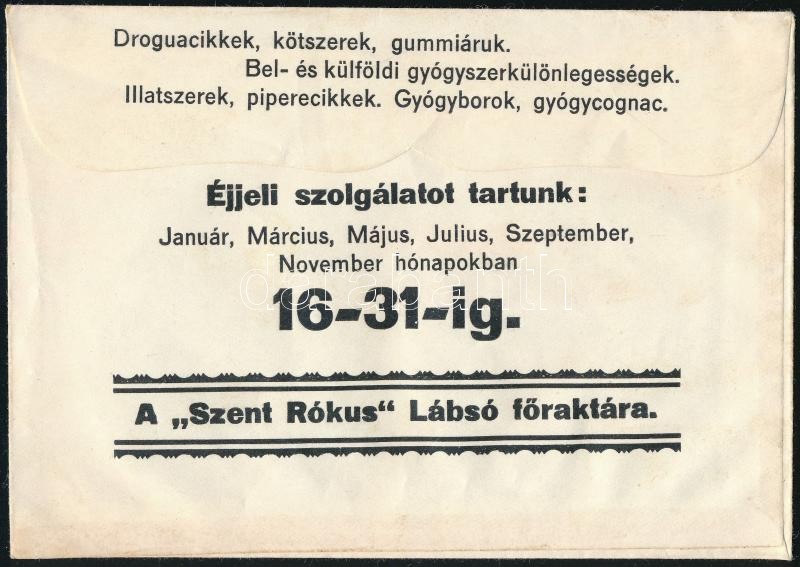 Droguacikkek, kötszerek, gummiáruk.
Bel- és külföldi gyógyszerkülönlegességek.
Illatszerek, piperecikkek. Gyógyborok, gyógycognac.
Éjjeli szolgálatot tartunk:
Január, Március, Május, Julius, Szeptember,
November hónapokban
darabanth
16-31-ig.
A „Szent Rókus“ Lábsó főraktára.